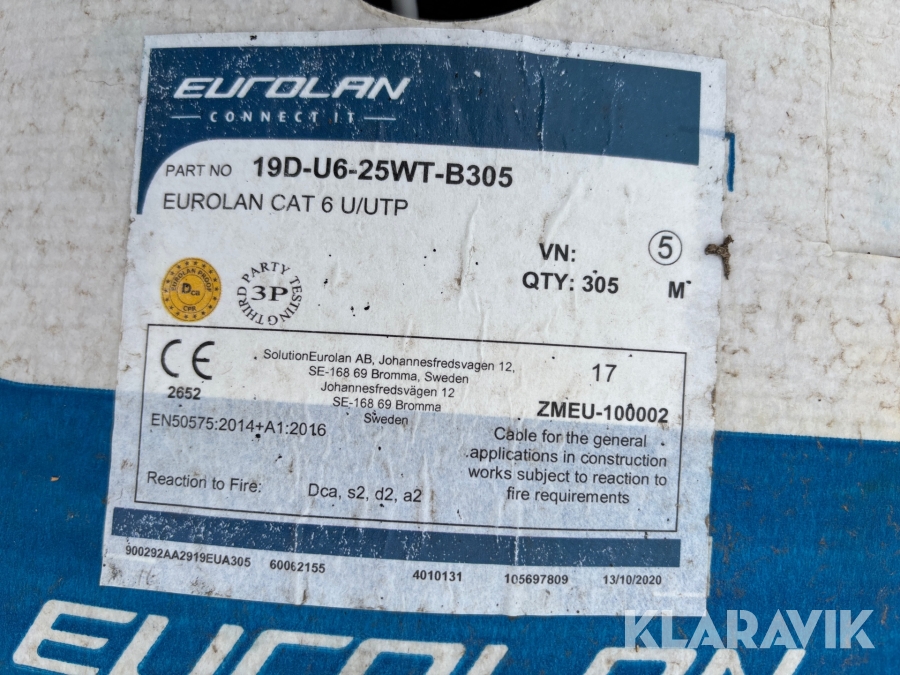 EUROLAN
CONNECT IT
PART NO 19D-U6-25WT-B305
EUROLAN CAT 6 U/UTP
VN: 5
QTY: 305 M
EUROLAN PROOF
Dca
CPR
THIRD PARTY TESTING
3P
CE
2652
SolutionEurolan AB, Johannesfredsvagen 12,
SE-168 69 Bromma, Sweden
Johannesfredsvägen 12
SE-168 69 Bromma
Sweden
17
ZMEU-100002
EN50575:2014+A1:2016
Cable for the general
applications in construction
works subject to reaction to
fire requirements
Reaction to Fire: Dca, s2, d2, a2
900292AA2919EUA305 60062155 4010131 105697809 13/10/2020
EUROLAN
KLARAVIK